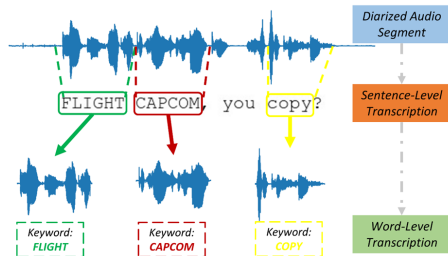 Diarized Audio
Segment
FLIGHT CAPCOM, you copy?
Sentence-Level
Transcription
Keyword:
FLIGHT
Keyword:
CAPCOM
Keyword:
COPY
Word-Level
Transcription